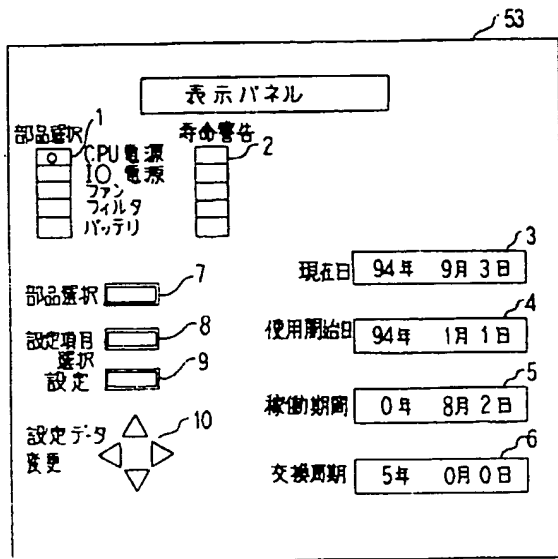 53
表示パネル
部品選択 1 寿命警告
CPU電源 2
IO電源
ファン
フィルタ
バッテリ
3
現在日 94年 9月3日
部品選択 7
4
使用開始日 94年 1月1日
設定項目 8
選択
設定 9
5
稼働期間 0年 8月2日
設定データ 10
変更
6
交換周期 5年 0月0日